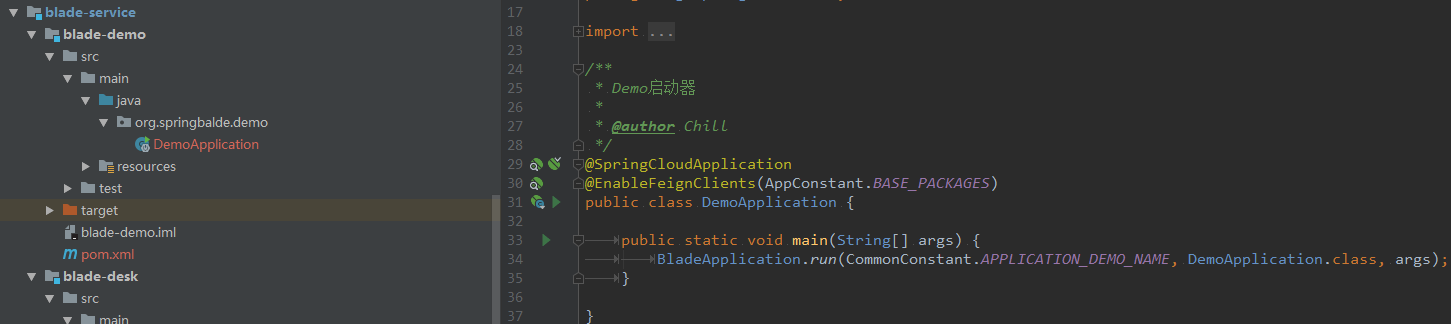 blade-service
blade-demo
src
main
java
org.springbalde.demo
DemoApplication
resources
test
target
blade-demo.iml
pom.xml
blade-desk
src
main
17
18 import ...
23
24 /**
25 * Demo启动器
26 *
27 * @author Chill
28 */
29 @SpringCloudApplication
30 @EnableFeignClients(AppConstant.BASE_PACKAGES)
31 public class DemoApplication {
32
33 public static void main(String[] args) {
34 BladeApplication.run(CommonConstant.APPLICATION_DEMO_NAME, DemoApplication.class, args);
35 }
36
37 }